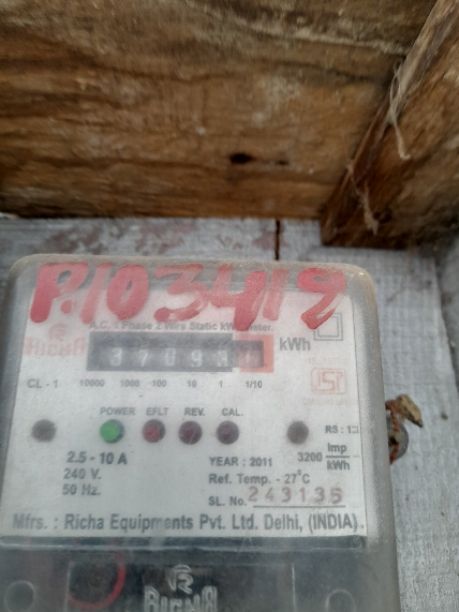 P.103419
A.C. 1 Phase 2 Wire Static kWh Meter.
RICHA
37093
kWh
CL - 1
10000 1000 100 10 1 1/10
POWER EFLT REV. CAL.
2.5 - 10 A
240 V.
50 Hz.
YEAR : 2011
Ref. Temp. - 27°C
SL. No. 243135
3200 Imp/kWh
Mfrs. : Richa Equipments Pvt. Ltd. Delhi, (INDIA)
RICHA